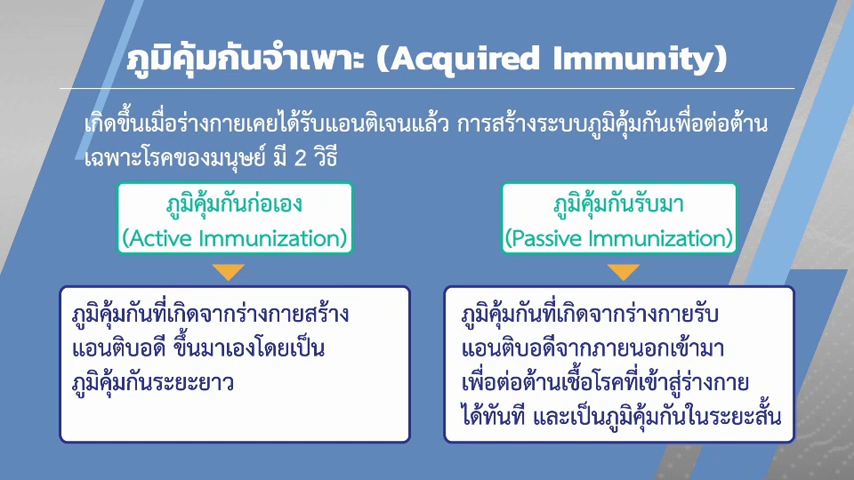 ภูมิคุ้มกันจำเพาะ (Acquired Immunity)
เกิดขึ้นเมื่อร่างกายเคยได้รับแอนติเจนแล้ว การสร้างระบบภูมิคุ้มกันเพื่อต่อต้าน
เฉพาะโรคของมนุษย์ มี 2 วิธี
ภูมิคุ้มกันก่อเอง
(Active Immunization)
ภูมิคุ้มกันที่เกิดจากร่างกายสร้าง
แอนติบอดี ขึ้นมาเองโดยเป็น
ภูมิคุ้มกันระยะยาว
ภูมิคุ้มกันรับมา
(Passive Immunization)
ภูมิคุ้มกันที่เกิดจากร่างกายรับ
แอนติบอดีจากภายนอกเข้ามา
เพื่อต่อต้านเชื้อโรคที่เข้าสู่ร่างกาย
ได้ทันที และเป็นภูมิคุ้มกันในระยะสั้น